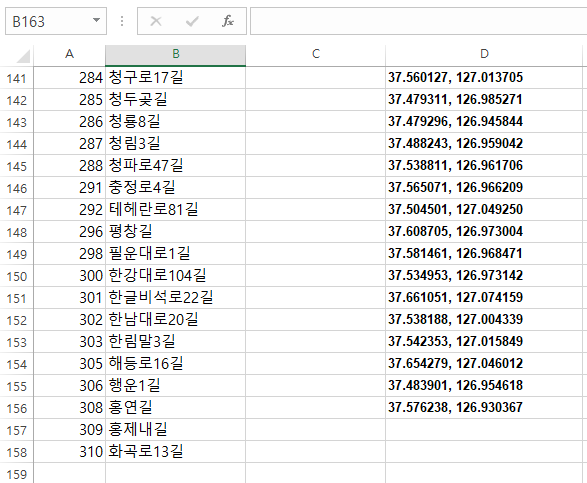 B163 fx
A B C D
141 284 청구로17길 37.560127, 127.013705
142 285 청두곶길 37.479311, 126.985271
143 286 청룡8길 37.479296, 126.945844
144 287 청림3길 37.488243, 126.959042
145 288 청파로47길 37.538811, 126.961706
146 291 충정로4길 37.565071, 126.966209
147 292 테헤란로81길 37.504501, 127.049250
148 296 평창길 37.608705, 126.973004
149 298 필운대로1길 37.581461, 126.968471
150 300 한강대로104길 37.534953, 126.973142
151 301 한글비석로22길 37.661051, 127.074159
152 302 한남대로20길 37.538188, 127.004339
153 303 한림말3길 37.542353, 127.015849
154 305 해등로16길 37.654279, 127.046012
155 306 행운1길 37.483901, 126.954618
156 308 홍연길 37.576238, 126.930367
157 309 홍제내길
158 310 화곡로13길
159